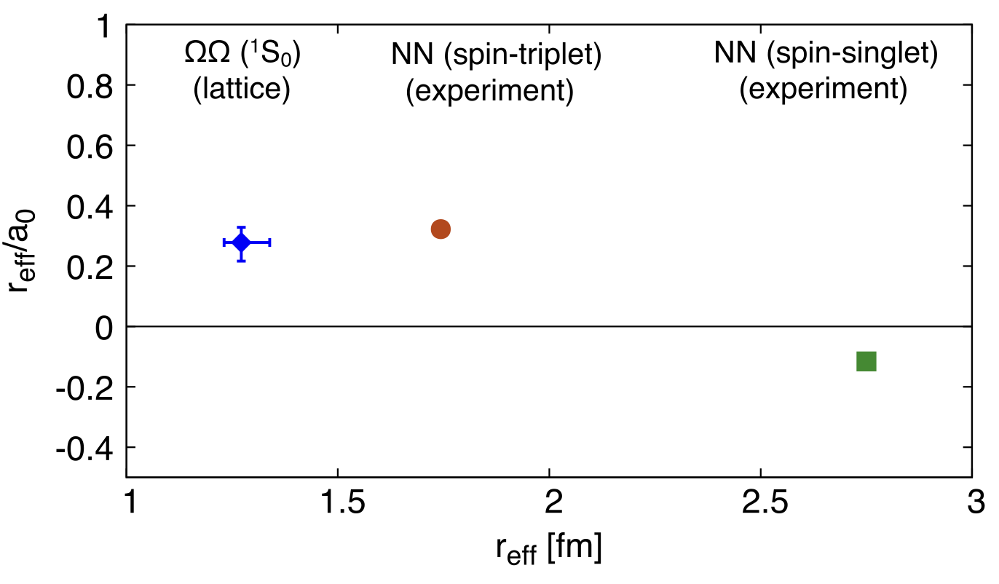 1
0.8
0.6
0.4
0.2
0
-0.2
-0.4
r_eff/a_0
ΩΩ (¹S₀)
(lattice)
NN (spin-triplet)
(experiment)
NN (spin-singlet)
(experiment)
1
1.5
2
2.5
3
r_eff [fm]